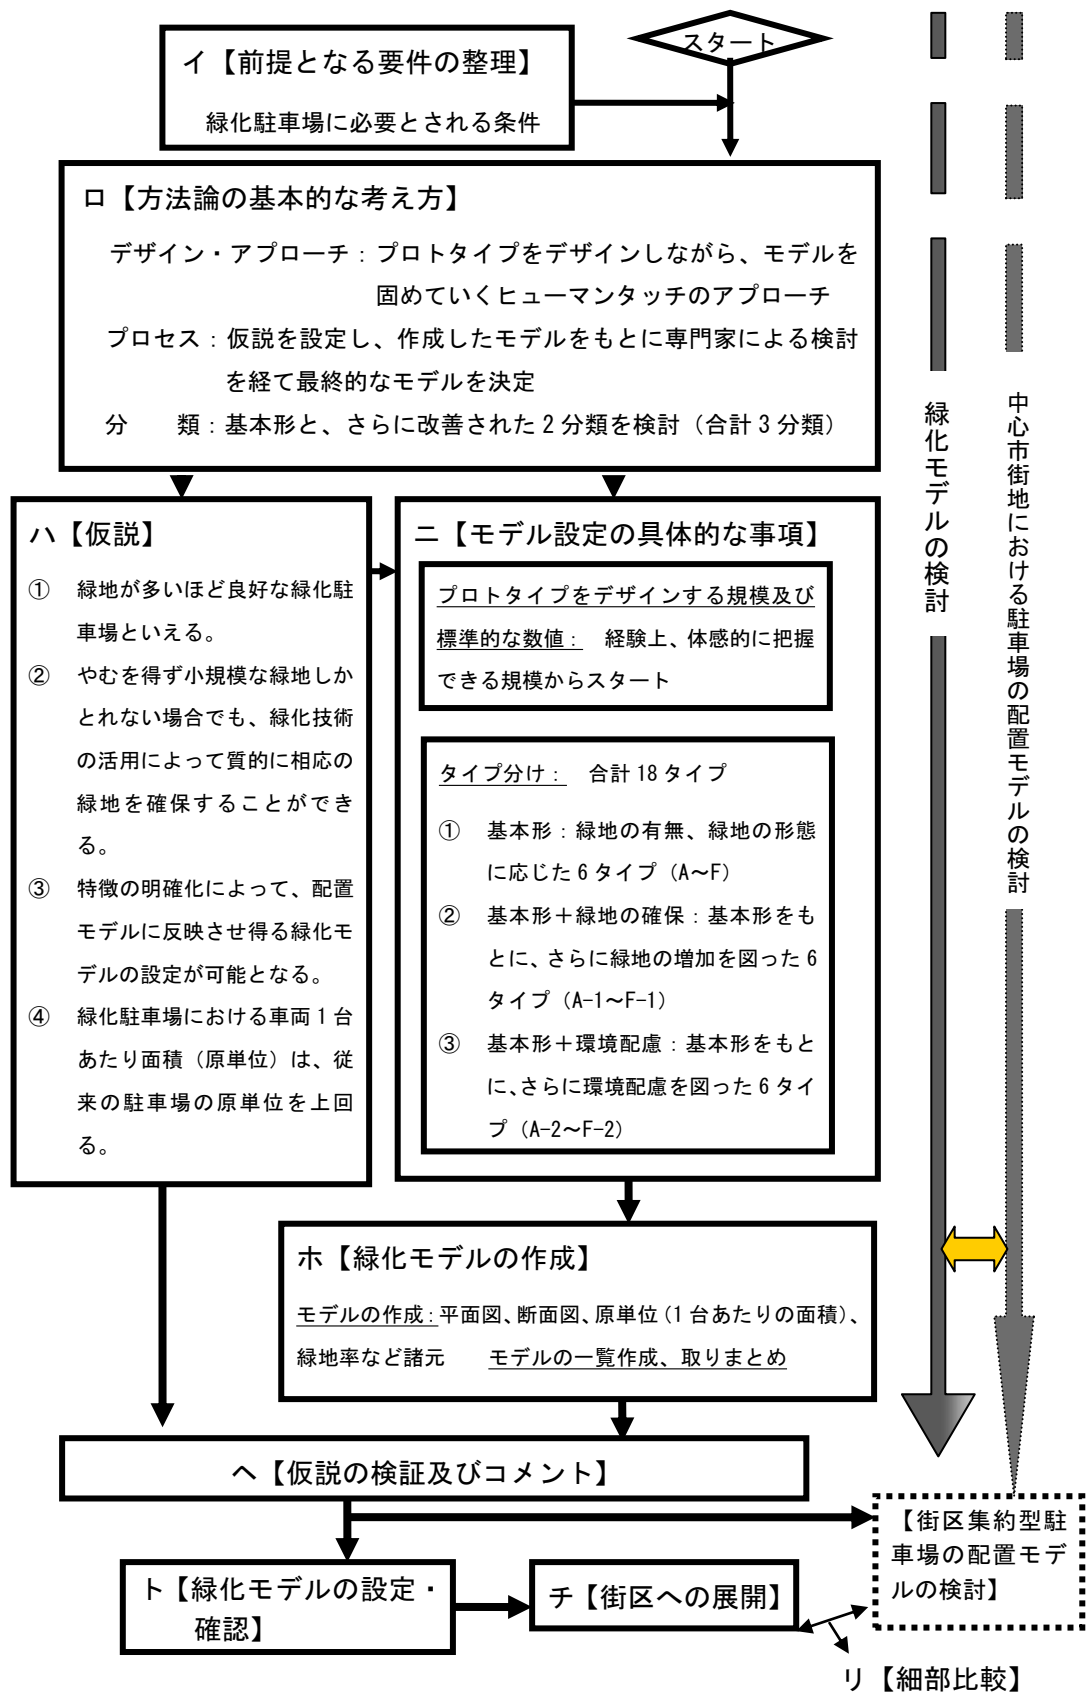 スタート
イ【前提となる要件の整理】
緑化駐車場に必要とされる条件
ロ【方法論の基本的な考え方】
デザイン・アプローチ：プロトタイプをデザインしながら、モデルを
固めていくヒューマンタッチのアプローチ
プロセス：仮説を設定し、作成したモデルをもとに専門家による検討
を経て最終的なモデルを決定
分　　類：基本形と、さらに改善された2分類を検討（合計3分類）
ハ【仮説】
① 緑地が多いほど良好な緑化駐
車場といえる。
② やむを得ず小規模な緑地しか
とれない場合でも、緑化技術
の活用によって質的に相応の
緑地を確保することができ
る。
③ 特徴の明確化によって、配置
モデルに反映させ得る緑化モ
デルの設定が可能となる。
④ 緑化駐車場における車両1台
あたり面積（原単位）は、従
来の駐車場の原単位を上回
る。
ニ【モデル設定の具体的な事項】
プロトタイプをデザインする規模及び
標準的な数値：　経験上、体感的に把握
できる規模からスタート
タイプ分け：　合計18タイプ
① 基本形：緑地の有無、緑地の形態
に応じた6タイプ（A～F）
② 基本形＋緑地の確保：基本形をも
とに、さらに緑地の増加を図った6
タイプ（A-1～F-1）
③ 基本形＋環境配慮：基本形をもと
に、さらに環境配慮を図った6タイ
プ（A-2～F-2）
ホ【緑化モデルの作成】
モデルの作成：平面図、断面図、原単位（1台あたりの面積）、
緑地率など諸元　モデルの一覧作成、取りまとめ
ヘ【仮説の検証及びコメント】
ト【緑化モデルの設定・
確認】
チ【街区への展開】
緑化モデルの検討
中心市街地における駐車場の配置モデルの検討
【街区集約型駐
車場の配置モデ
ルの検討】
リ【細部比較】